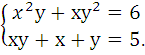 x²y + xy² = 6
xy + x + y = 5.